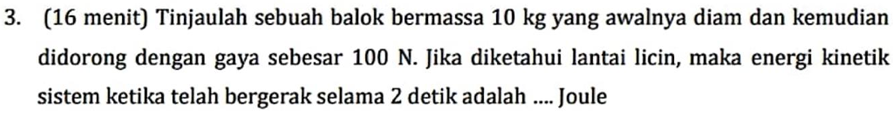 3. (16 menit) Tinjaulah sebuah balok bermassa 10 kg yang awalnya diam dan kemudian
didorong dengan gaya sebesar 100 N. Jika diketahui lantai licin, maka energi kinetik
sistem ketika telah bergerak selama 2 detik adalah .... Joule